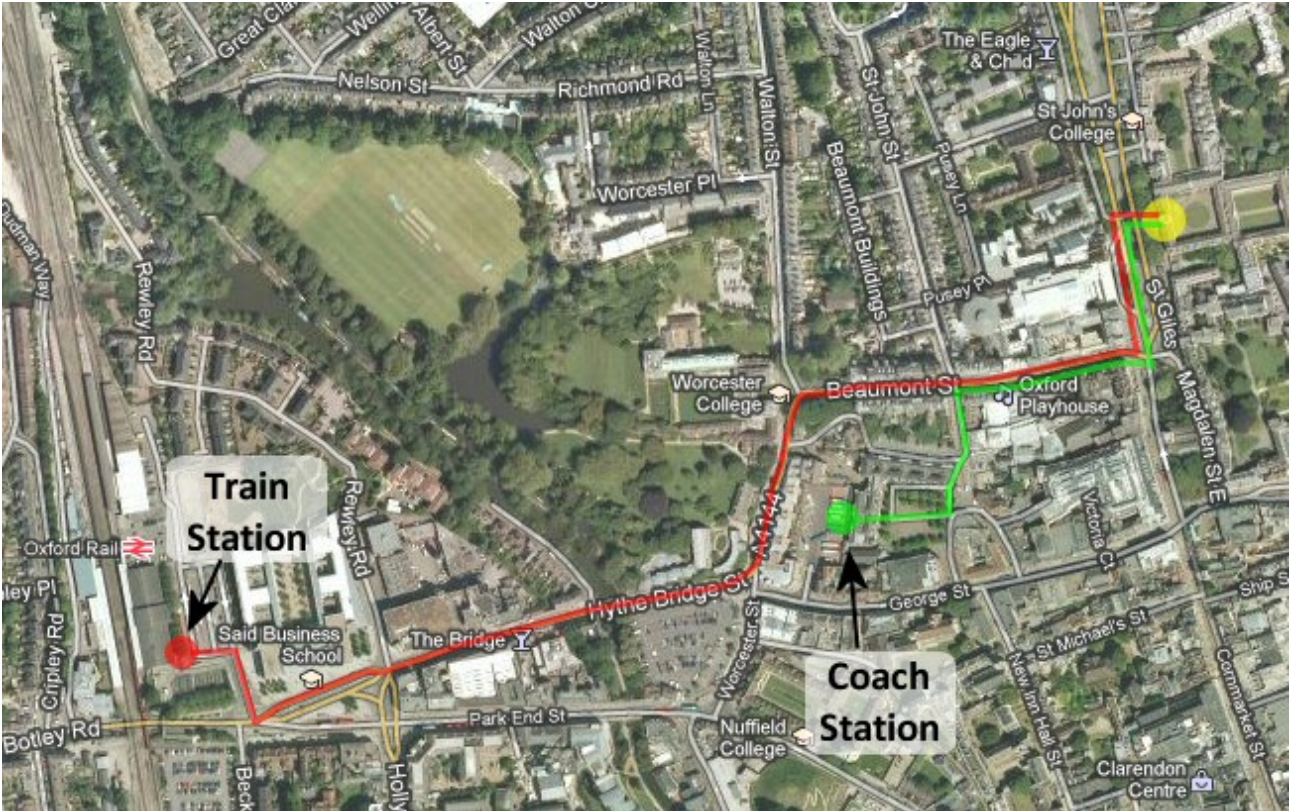 Great Cla
Wellin
Albert St
Walton C
Nelson St
Richmond Rd
Walton Ln
Walton St
St John St
The Eagle
& Child
St John's
College
Pusey Ln
Beaumont Buildings
Worcester Pl
Cudman Way
Rewley Rd
Pusey Pl
St Giles
Worcester
College
Beaumont St
Oxford
Playhouse
Magdalen St E
Train
Station
Rewley Rd
A4144
Victoria Ct
Oxford Rail
ley Pl
Cripley Rd
Hythe Bridge St
George St
Ship S
St Michael's St
Said Business
School
The Bridge
Worcester St
Coach
Station
New Inn Hall St
Cornmarket St
Botley Rd
Park End St
Nuffield
College
Beck
Holly
Clarendon
Centre